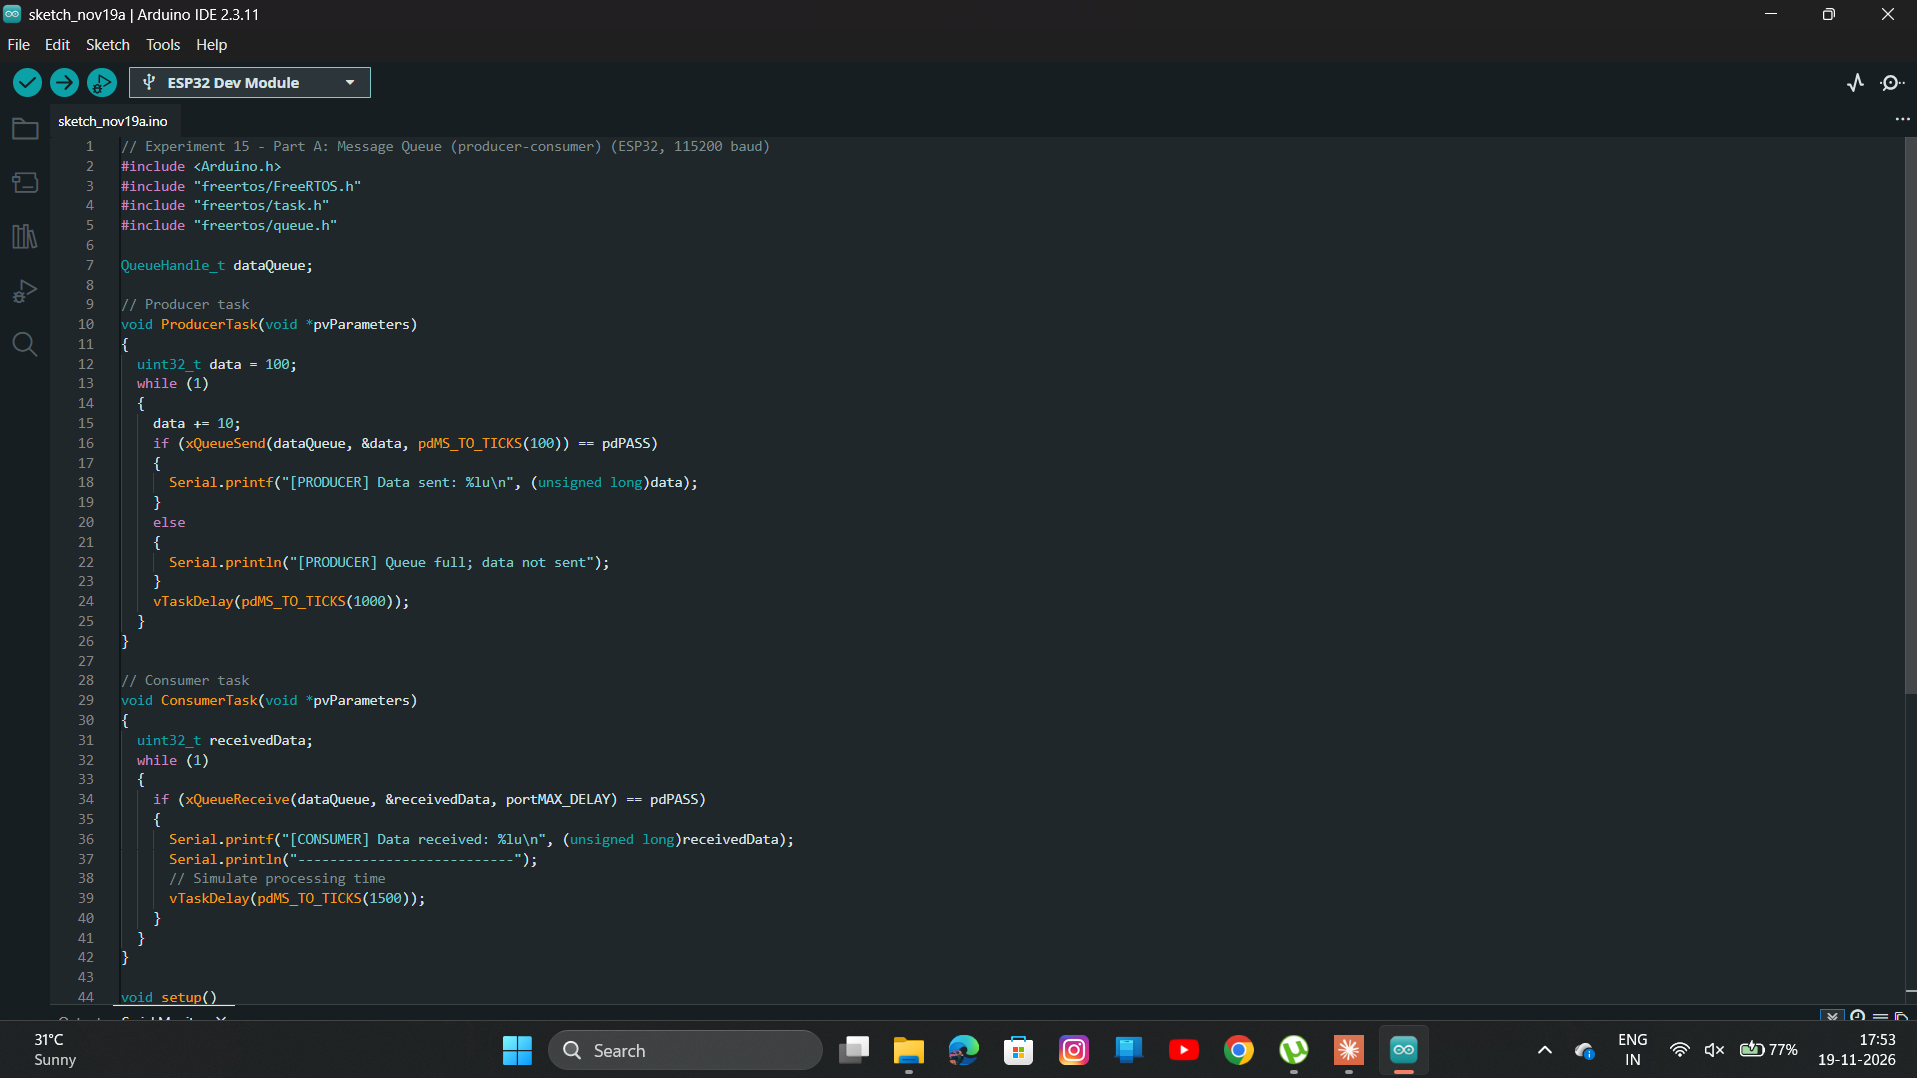 sketch_nov19a | Arduino IDE 2.3.11
File Edit Sketch Tools Help
ESP32 Dev Module
sketch_nov19a.ino
1 // Experiment 15 - Part A: Message Queue (producer-consumer) (ESP32, 115200 baud)
2 #include <Arduino.h>
3 #include "freertos/FreeRTOS.h"
4 #include "freertos/task.h"
5 #include "freertos/queue.h"
6
7 QueueHandle_t dataQueue;
8
9 // Producer task
10 void ProducerTask(void *pvParameters)
11 {
12 uint32_t data = 100;
13 while (1)
14 {
15 data += 10;
16 if (xQueueSend(dataQueue, &data, pdMS_TO_TICKS(100)) == pdPASS)
17 {
18 Serial.printf("[PRODUCER] Data sent: %lu\n", (unsigned long)data);
19 }
20 else
21 {
22 Serial.println("[PRODUCER] Queue full; data not sent");
23 }
24 vTaskDelay(pdMS_TO_TICKS(1000));
25 }
26 }
27
28 // Consumer task
29 void ConsumerTask(void *pvParameters)
30 {
31 uint32_t receivedData;
32 while (1)
33 {
34 if (xQueueReceive(dataQueue, &receivedData, portMAX_DELAY) == pdPASS)
35 {
36 Serial.printf("[CONSUMER] Data received: %lu\n", (unsigned long)receivedData);
37 Serial.println("---------------------------");
38 // Simulate processing time
39 vTaskDelay(pdMS_TO_TICKS(1500));
40 }
41 }
42 }
43
44 void setup()
31°C
Sunny
Search
ENG
IN
77%
17:53
19-11-2026